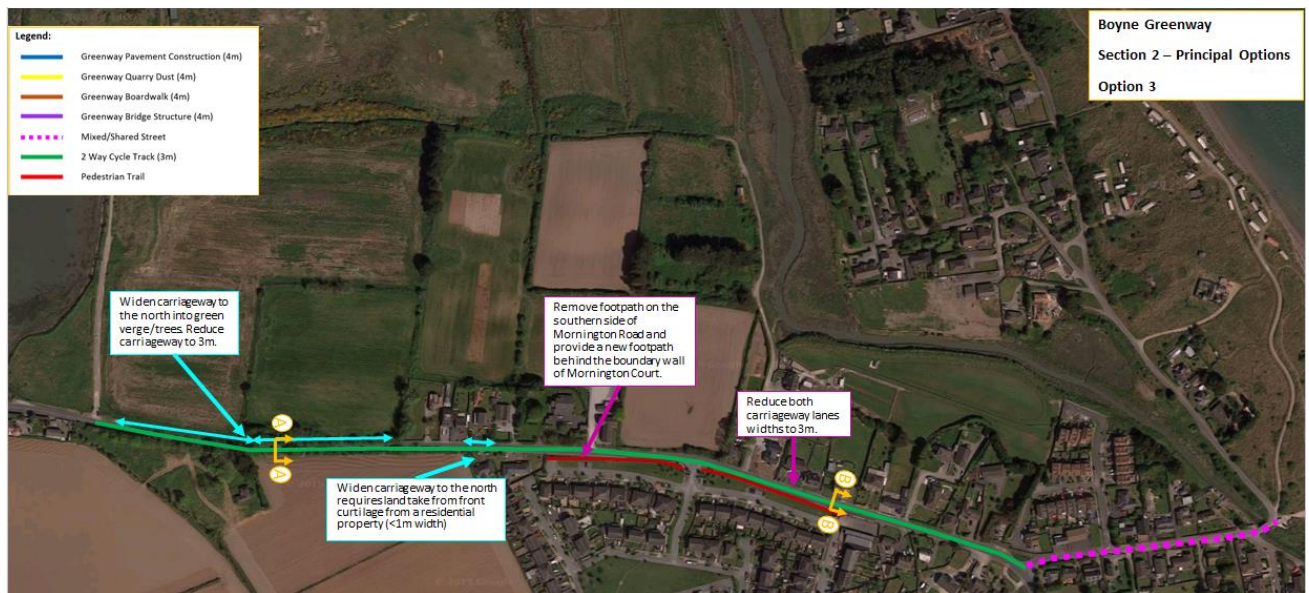 Legend:
Greenway Pavement Construction (4m)
Greenway Quarry Dust (4m)
Greenway Boardwalk (4m)
Greenway Bridge Structure (4m)
Mixed/Shared Street
2 Way Cycle Track (3m)
Pedestrian Trail
Boyne Greenway
Section 2 – Principal Options
Option 3
Widen carriageway to
the north into green
verge/trees. Reduce
carriageway to 3m.
Remove footpath on the
southern side of
Mornington Road and
provide a new footpath
behind the boundary wall
of Mornington Court.
Reduce both
carriageway lanes
widths to 3m.
A
A
Widen carriageway to the north
requires land take from front
curtilage from a residential
property (<1m width)
B
B